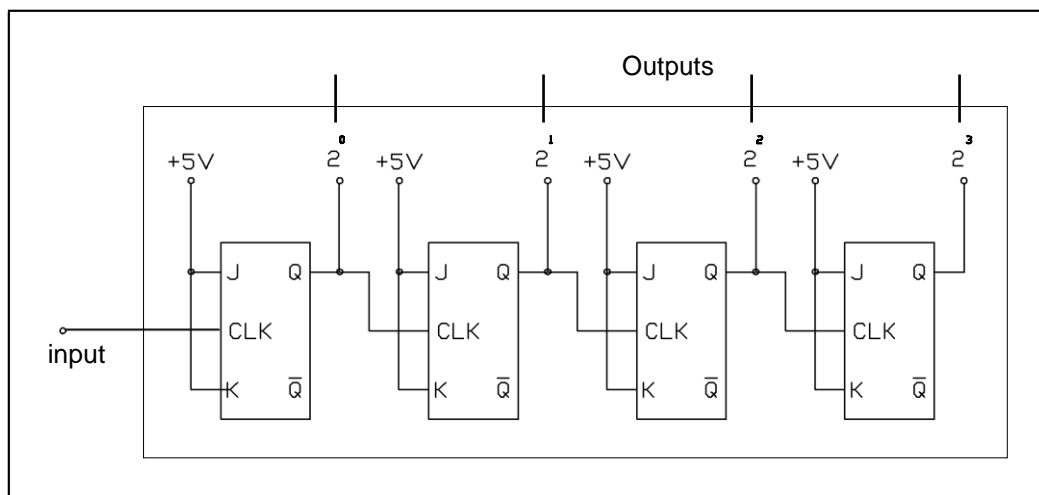 Outputs
+5V 2⁰ +5V 2¹ +5V 2² +5V 2³
J Q J Q J Q J Q
CLK CLK CLK CLK
input
K Q̅ K Q̅ K Q̅ K Q̅